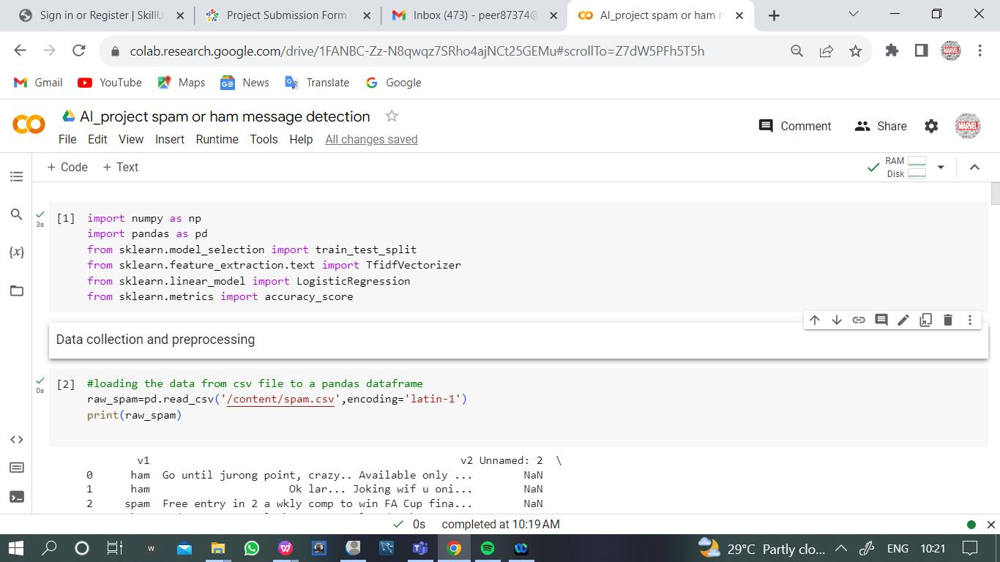 Sign in or Register | SkillU
Project Submission Form
Inbox (473) - peer87374@
AI_project spam or ham m
colab.research.google.com/drive/1FANBC-Zz-N8qwqz7SRho4ajNCt25GEMu#scrollTo=Z7dW5PFh5T5h
Gmail YouTube Maps News Translate Google
AI_project spam or ham message detection
File Edit View Insert Runtime Tools Help All changes saved
Comment Share
+ Code + Text
RAM
Disk
[1] import numpy as np
3s
import pandas as pd
from sklearn.model_selection import train_test_split
from sklearn.feature_extraction.text import TfidfVectorizer
from sklearn.linear_model import LogisticRegression
from sklearn.metrics import accuracy_score
Data collection and preprocessing
[2] #loading the data from csv file to a pandas dataframe
0s
raw_spam=pd.read_csv('/content/spam.csv',encoding='latin-1')
print(raw_spam)
v1 v2 Unnamed: 2 \
0 ham Go until jurong point, crazy.. Available only ... NaN
1 ham Ok lar... Joking wif u oni... NaN
2 spam Free entry in 2 a wkly comp to win FA Cup fina... NaN
0s completed at 10:19 AM
29°C Partly clo... ENG 10:21